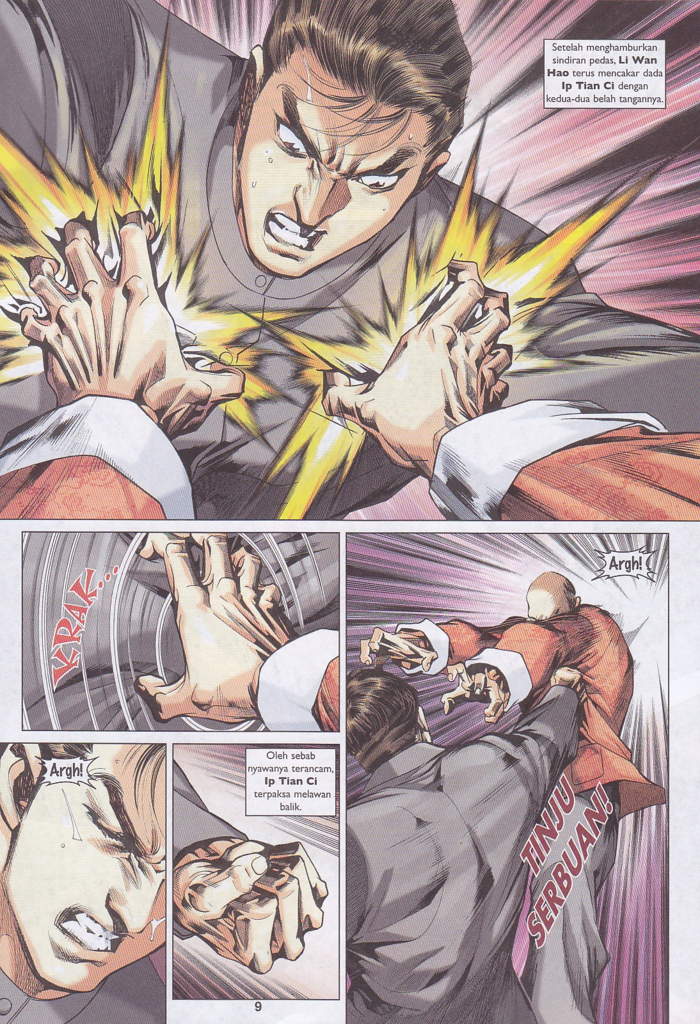 Setelah menghamburkan
sindiran pedas, Li Wan
Hao terus mencakar dada
Ip Tian Ci dengan
kedua-dua belah tangannya.
KRAK...
Argh!
Argh!
Oleh sebab
nyawanya terancam,
Ip Tian Ci
terpaksa melawan
balik.
TINJU
SERBUAN!
9